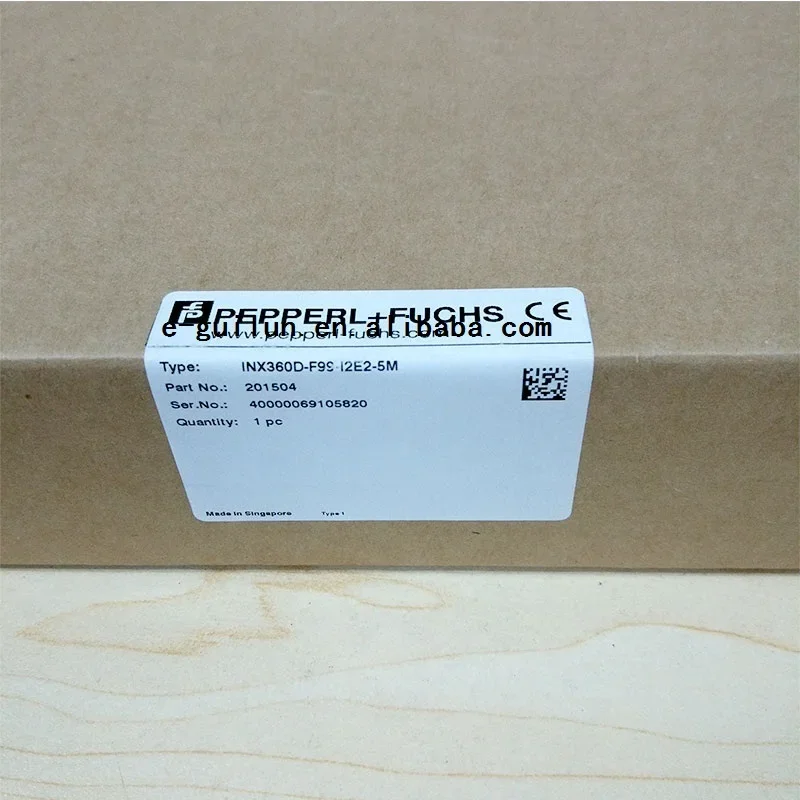 PEPPERL+FUCHS CE
e-guffun.en.alibaba.com
www.pepperl-fuchs.com
Type: INX360D-F99-I2E2-5M
Part No.: 201504
Ser.No.: 40000069105820
Quantity: 1 pc
Made in Singapore Type 1